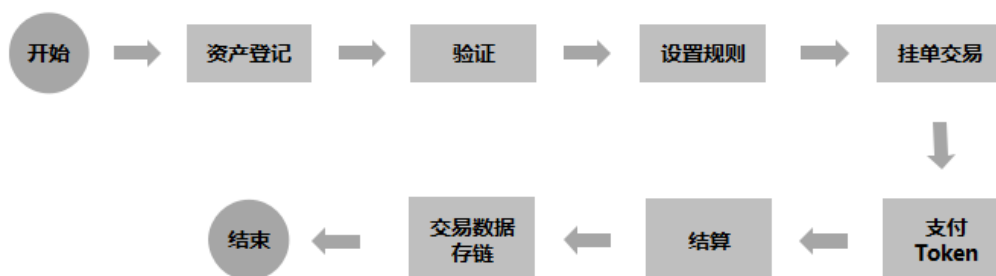 开始
资产登记
验证
设置规则
挂单交易
支付
Token
结算
交易数据
存链
结束